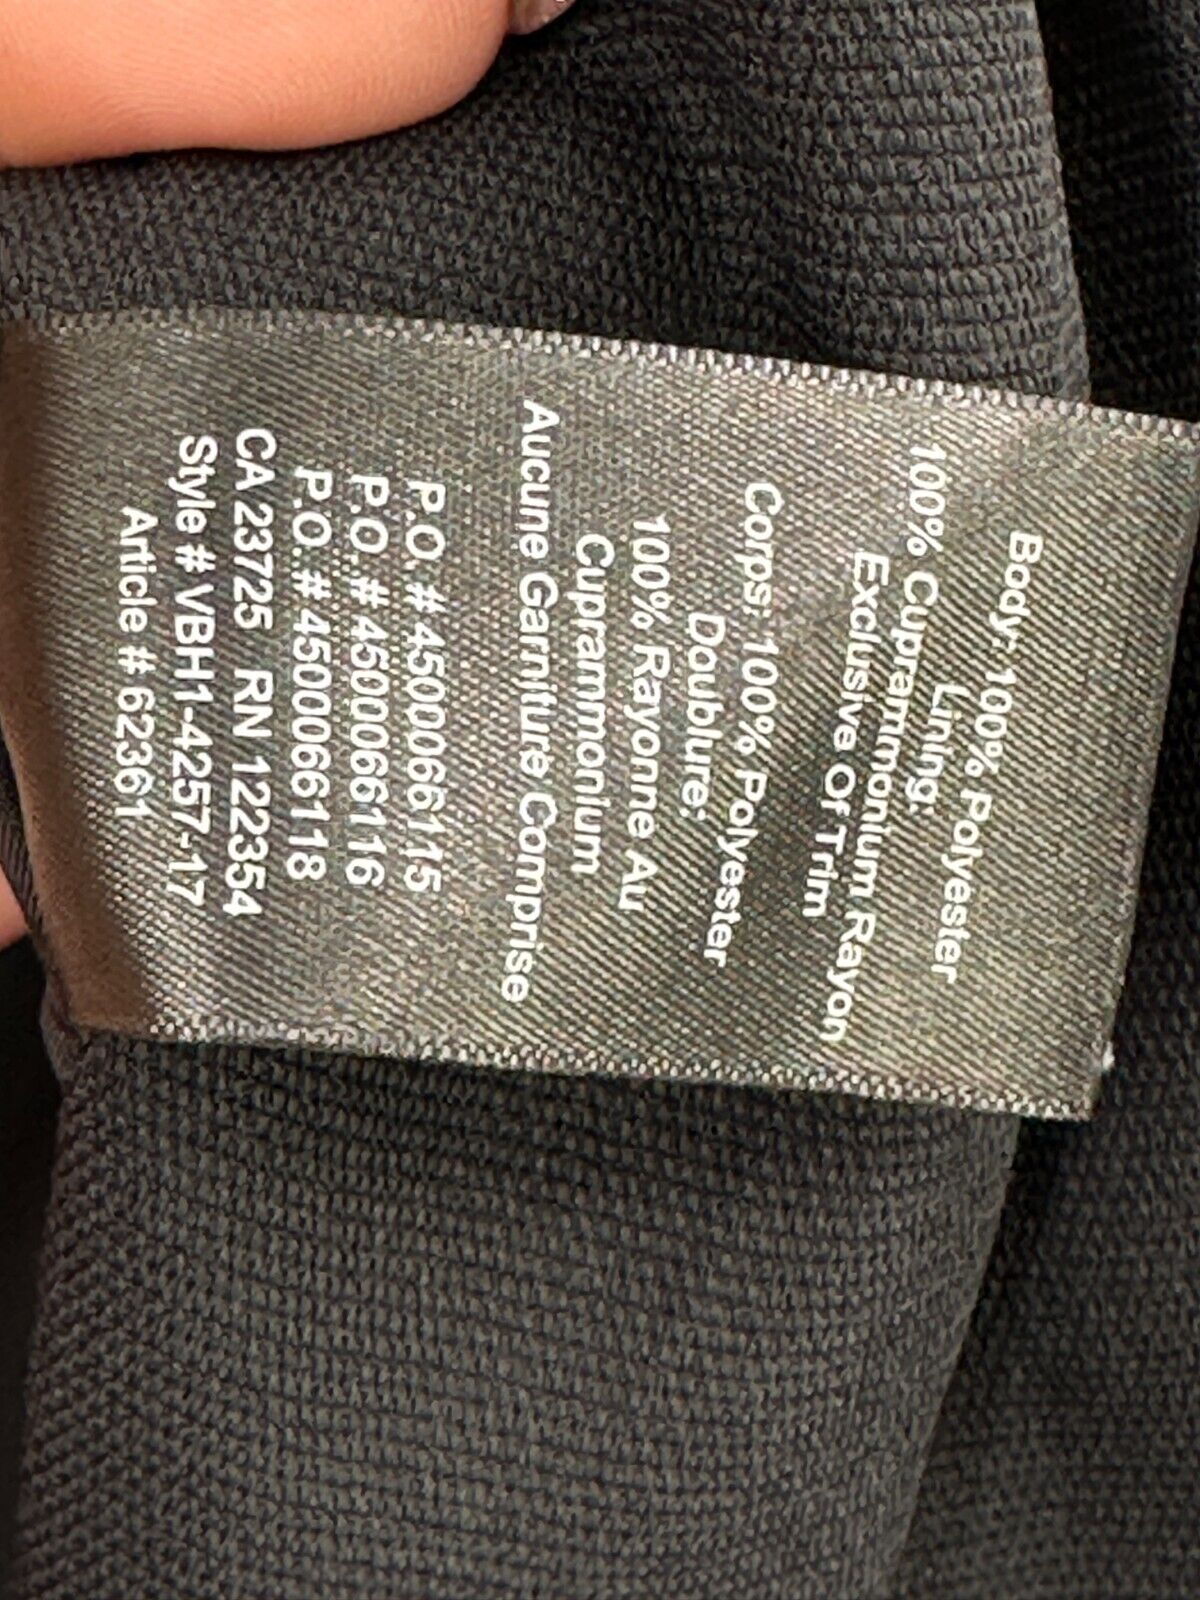 Body: 100% Polyester
Lining:
100% Cuprammonium Rayon
Exclusive Of Trim
Corps: 100% Polyester
Doublure:
100% Rayonne Au
Cuprammonium
Aucune Garniture Comprise
P.O. # 4500066115
P.O. # 4500066116
P.O. # 4500066118
CA 23725 RN 122354
Style # VBH1-4257-17
Article # 62361